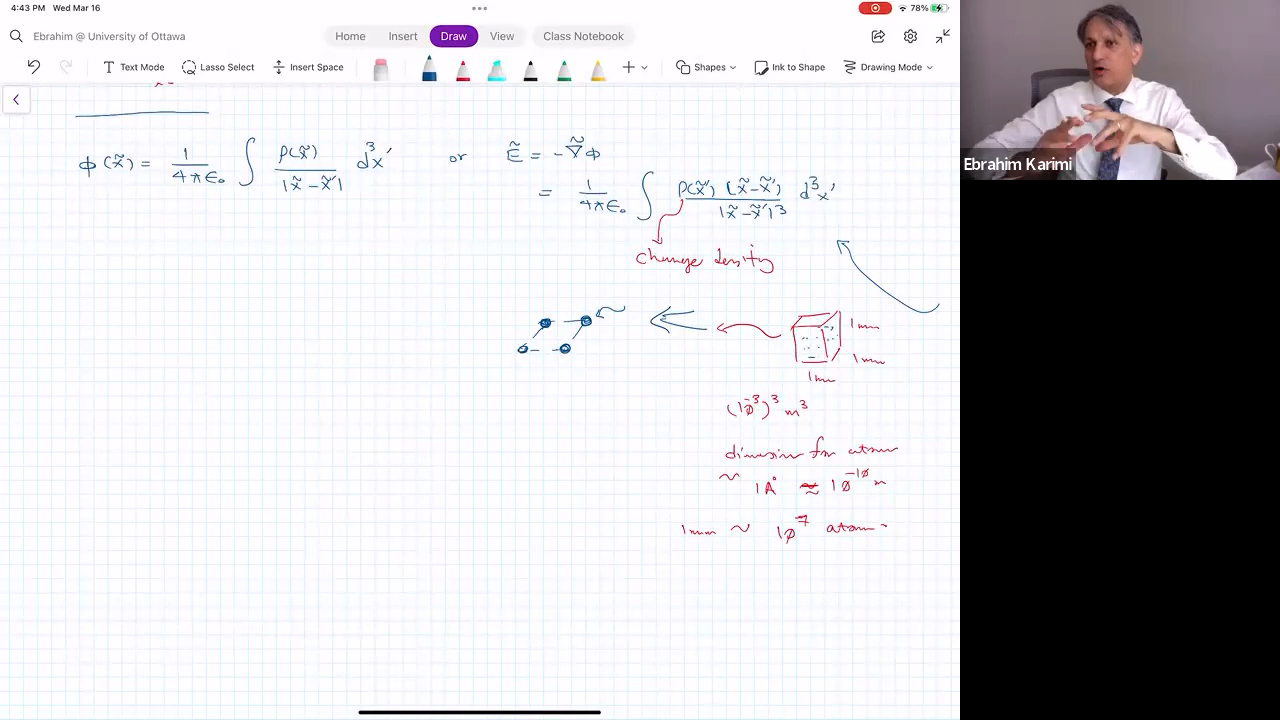 4:43 PM Wed Mar 16
78%
Ebrahim @ University of Ottawa
Home Insert Draw View Class Notebook
Text Mode Lasso Select Insert Space Shapes Ink to Shape Drawing Mode
Ebrahim Karimi
Φ(x̃) = 1/4πϵ₀ ∫ ρ(x̃)/|x̃-x̃'| d³x' or Ẽ = -∇̃Φ
= 1/4πϵ₀ ∫ ρ(x̃') (x̃-x̃')/|x̃-x̃'|³ d³x'
charge density
1mm
1mm
1mm
(10⁻³)³ m³
dimension for atom
~ 1Å ≈ 10⁻¹⁰ m
1mm ~ 10⁷ atom